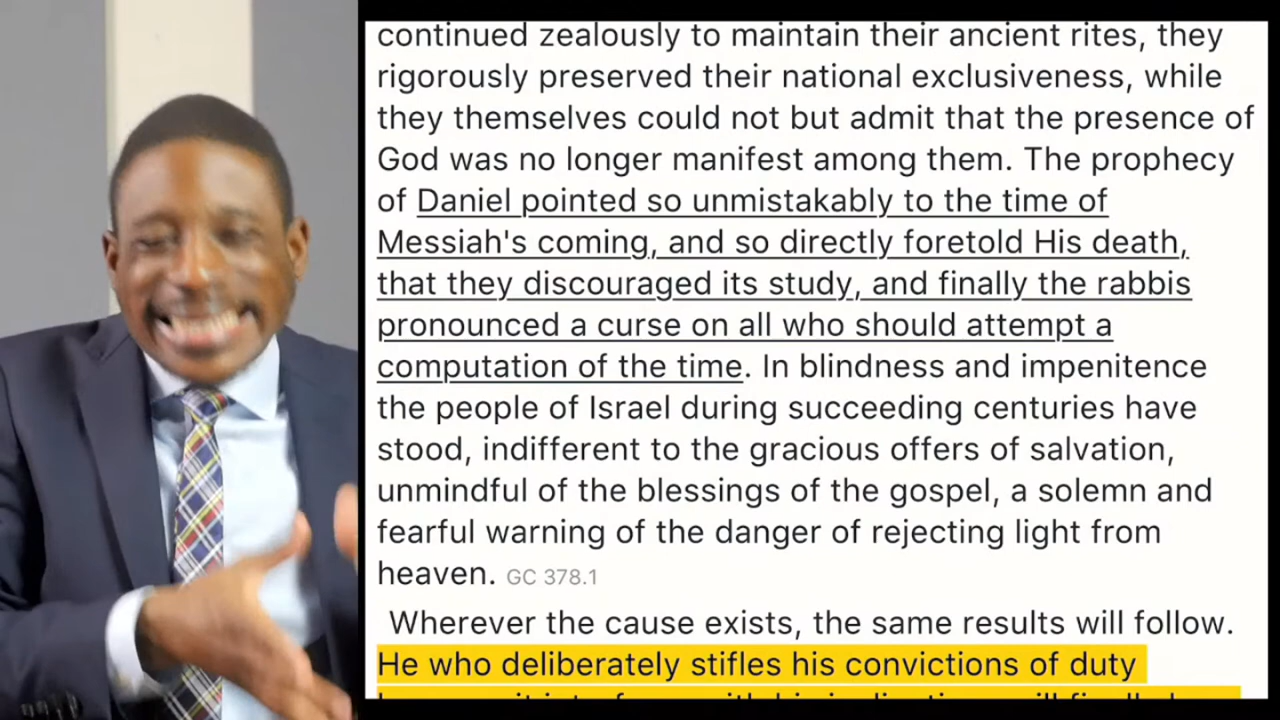 continued zealously to maintain their ancient rites, they
rigorously preserved their national exclusiveness, while
they themselves could not but admit that the presence of
God was no longer manifest among them. The prophecy
of Daniel pointed so unmistakably to the time of
Messiah's coming, and so directly foretold His death,
that they discouraged its study, and finally the rabbis
pronounced a curse on all who should attempt a
computation of the time. In blindness and impenitence
the people of Israel during succeeding centuries have
stood, indifferent to the gracious offers of salvation,
unmindful of the blessings of the gospel, a solemn and
fearful warning of the danger of rejecting light from
heaven. GC 378.1
Wherever the cause exists, the same results will follow.
He who deliberately stifles his convictions of duty